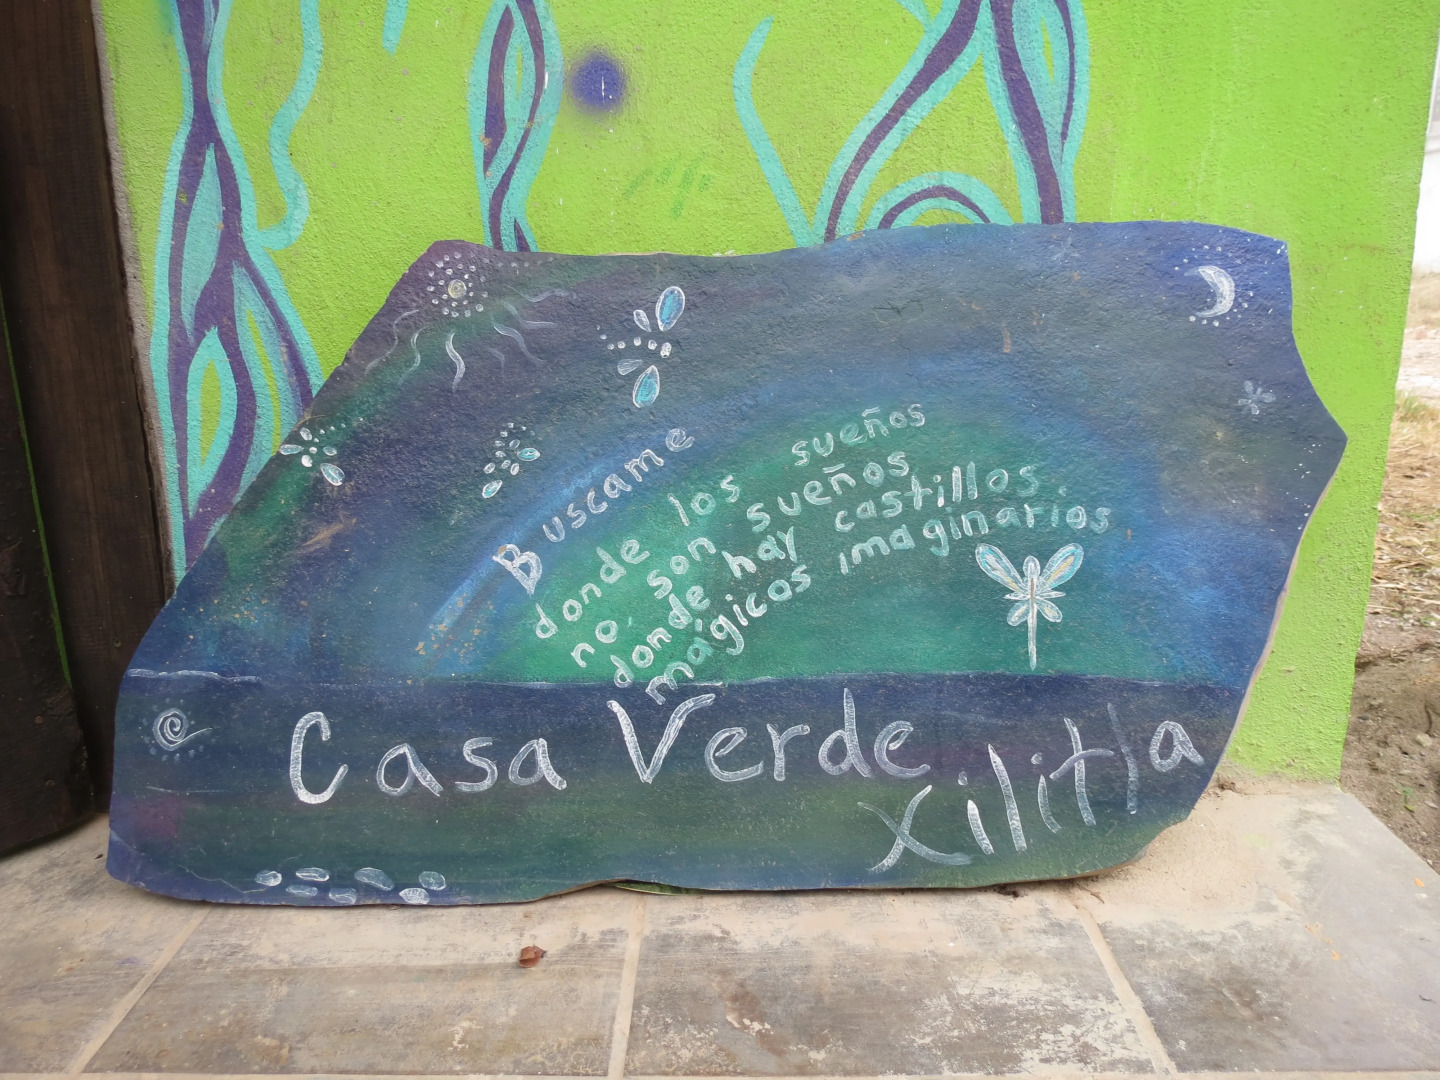 Buscame
donde los sueños
no, son sueños
donde hay castillos.
mágicos imaginarios
Casa Verde
Xilitla